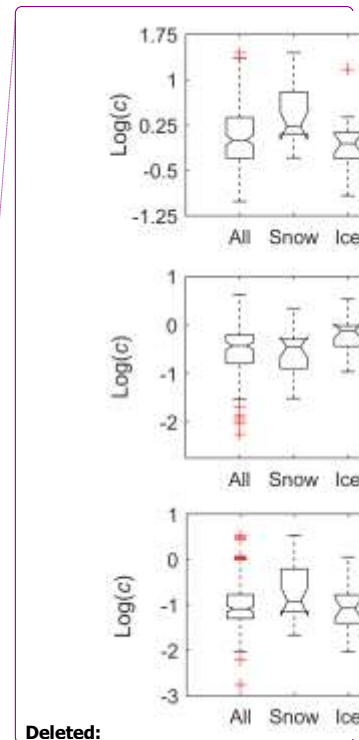 1.75
1
0.25
-0.5
-1.25
Log(c)
All Snow Ice
1
0
-1
-2
Log(c)
All Snow Ice
1
0
-1
-2
-3
Log(c)
All Snow Ice
Deleted: